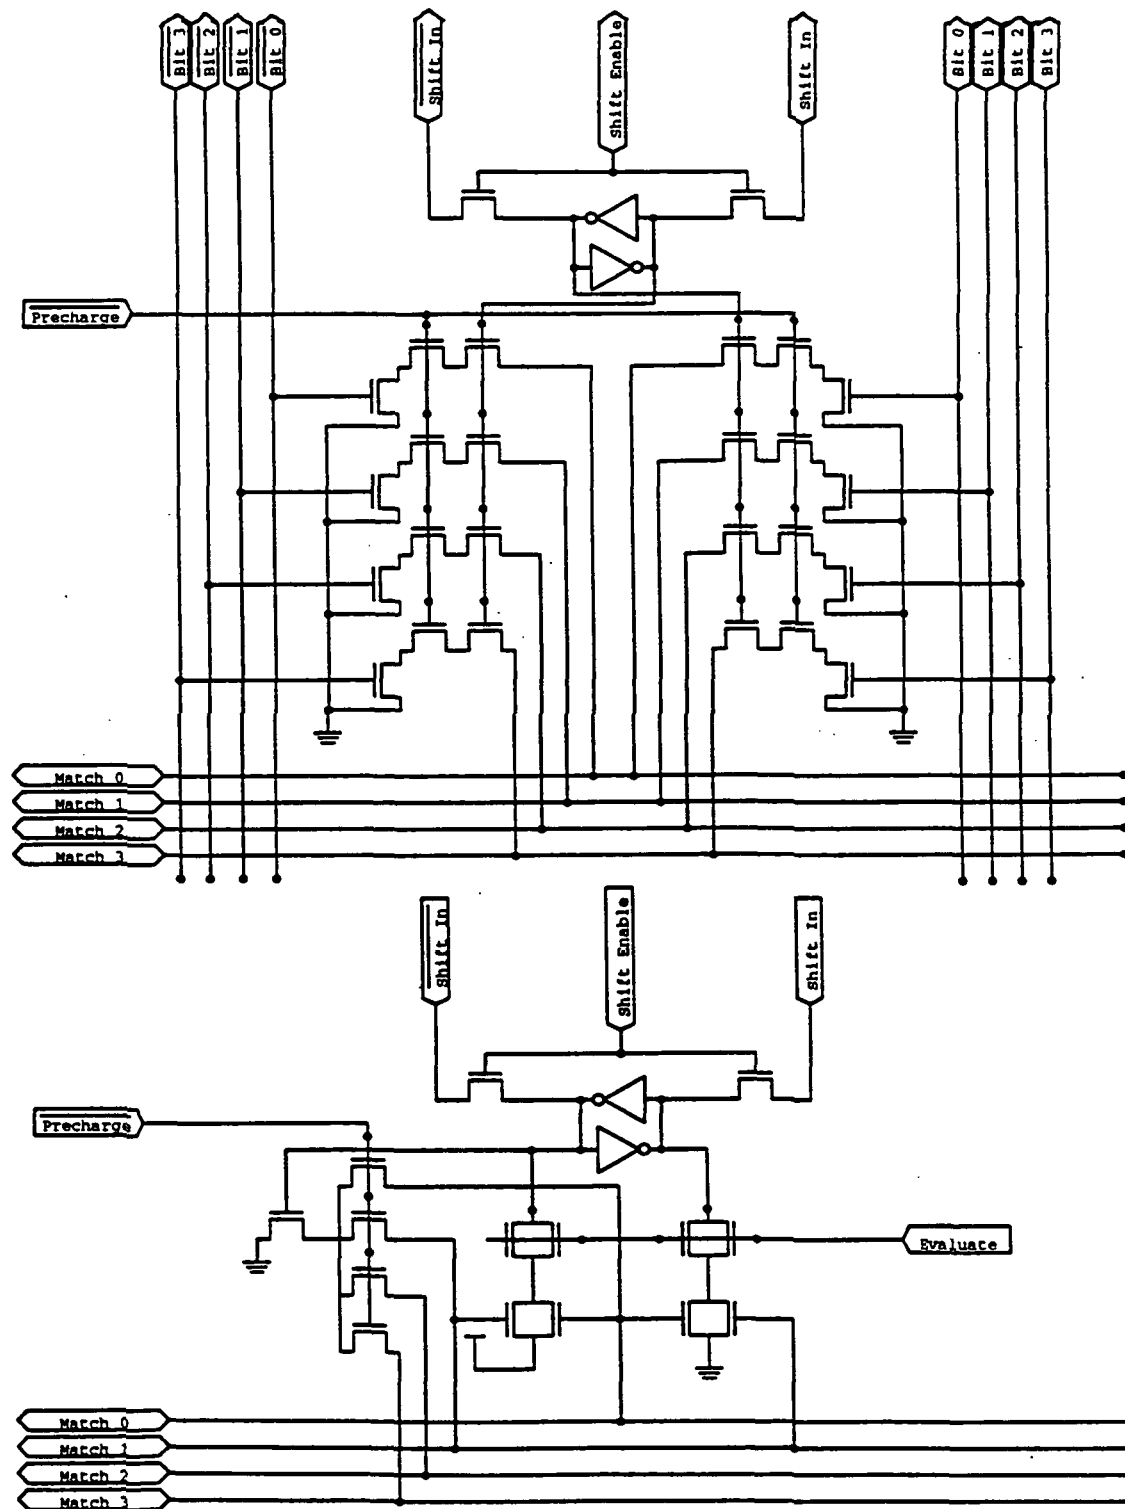 Bit 3
Bit 2
Bit 1
Bit 0
Shift In
Shift Enable
Shift In
Bit 0
Bit 1
Bit 2
Bit 3
Precharge
Match 0
Match 1
Match 2
Match 3
Shift In
Shift Enable
Shift In
Precharge
Evaluate
Match 0
Match 1
Match 2
Match 3